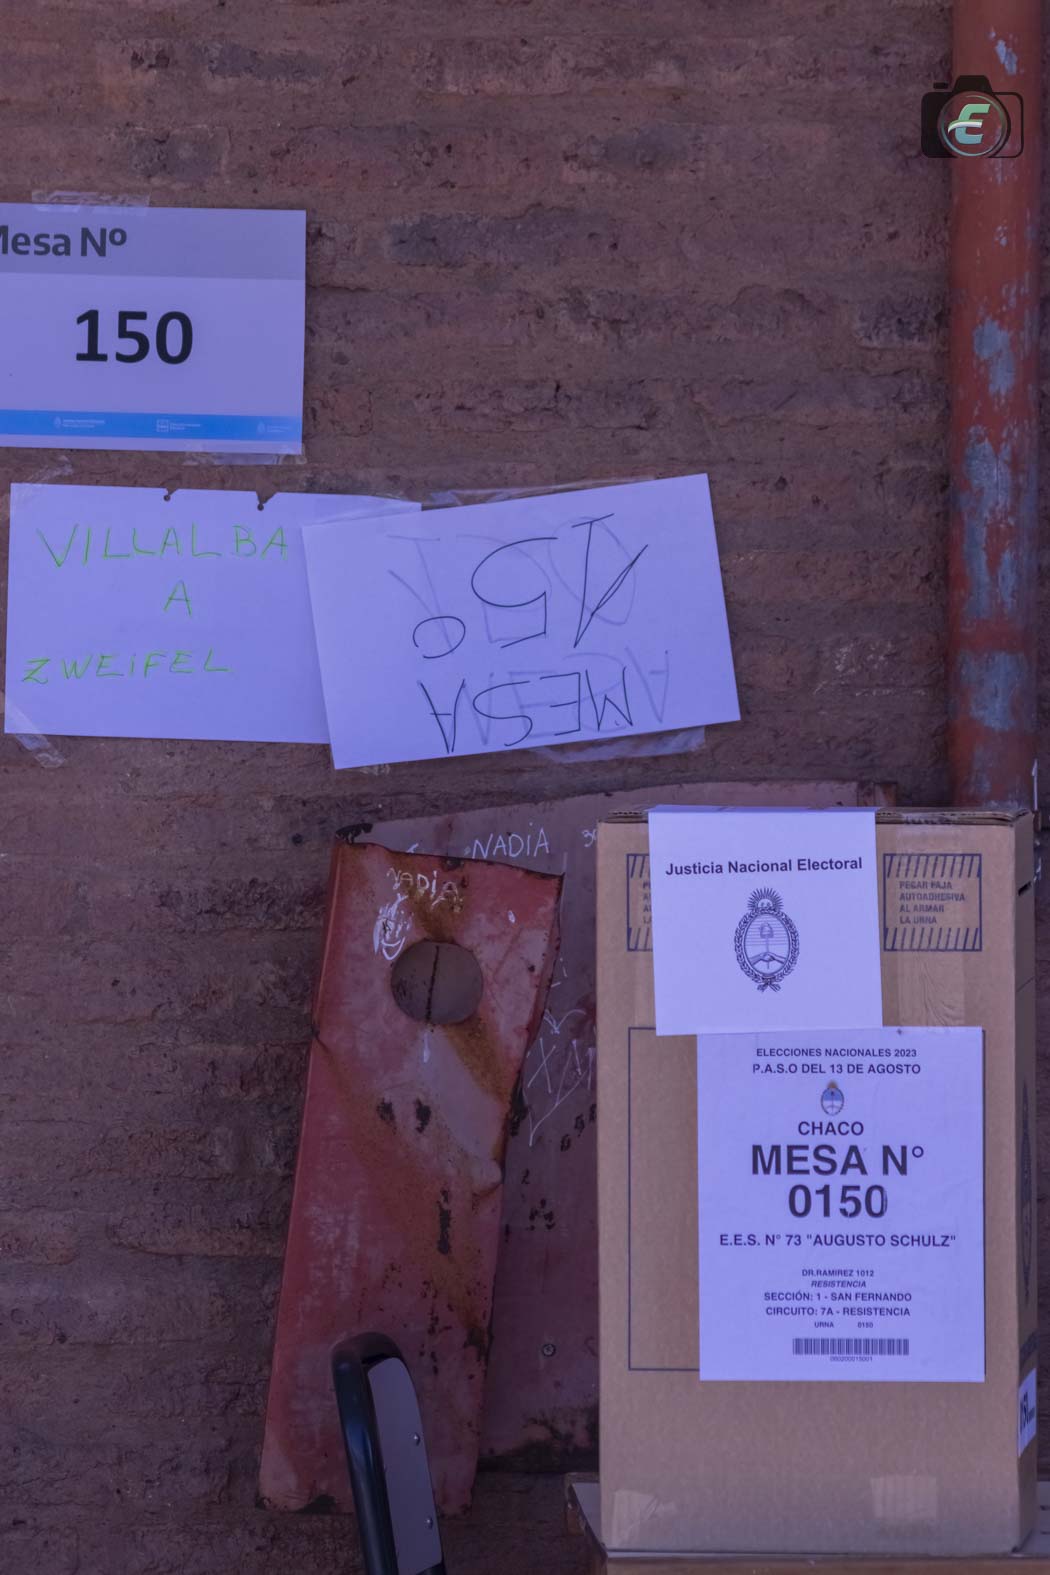 Mesa Nº
150
VILLALBA
A
ZWEIFEL
MESA
150
NADIA
NADIA
Justicia Nacional Electoral
PEGAR FAJA
AUTOADHESIVA
AL ARMAR
LA URNA
ELECCIONES NACIONALES 2023
P.A.S.O DEL 13 DE AGOSTO
CHACO
MESA N°
0150
E.E.S. N° 73 "AUGUSTO SCHULZ"
DR.RAMIREZ 1012
RESISTENCIA
SECCIÓN: 1 - SAN FERNANDO
CIRCUITO: 7A - RESISTENCIA
URNA 0150
E